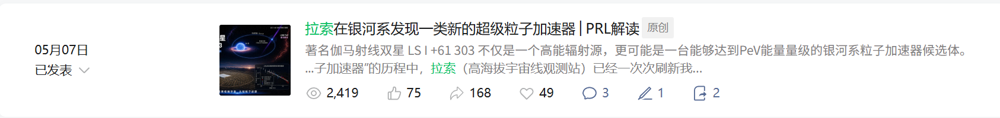 05月07日
已发表
拉索在银河系发现一类新的超级粒子加速器 | PRL解读
原创
著名伽马射线双星 LS I +61 303 不仅是一个高能辐射源，更可能是一台能够达到PeV能量量级的银河系粒子加速器候选体。
...子加速器”的历程中，拉索（高海拔宇宙线观测站）已经一次次刷新我...
2,419 75 168 49 3 1 2